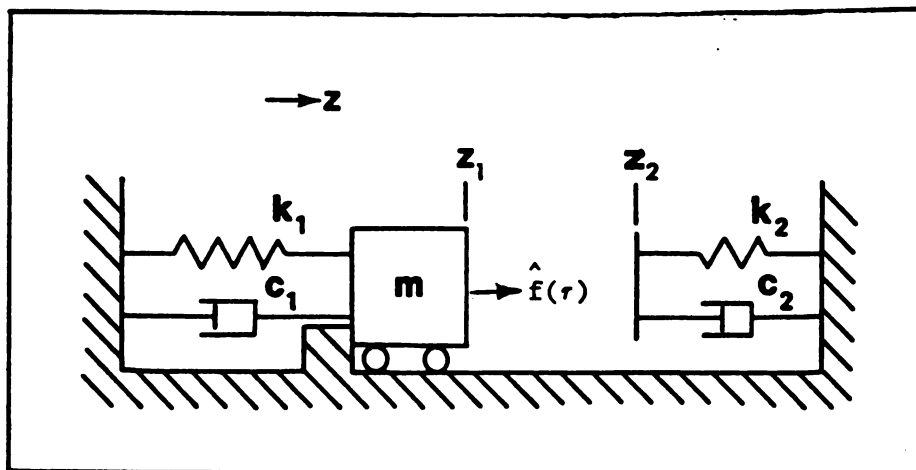 z
z₁
z₂
k₁
k₂
c₁
c₂
m
f̂(τ)